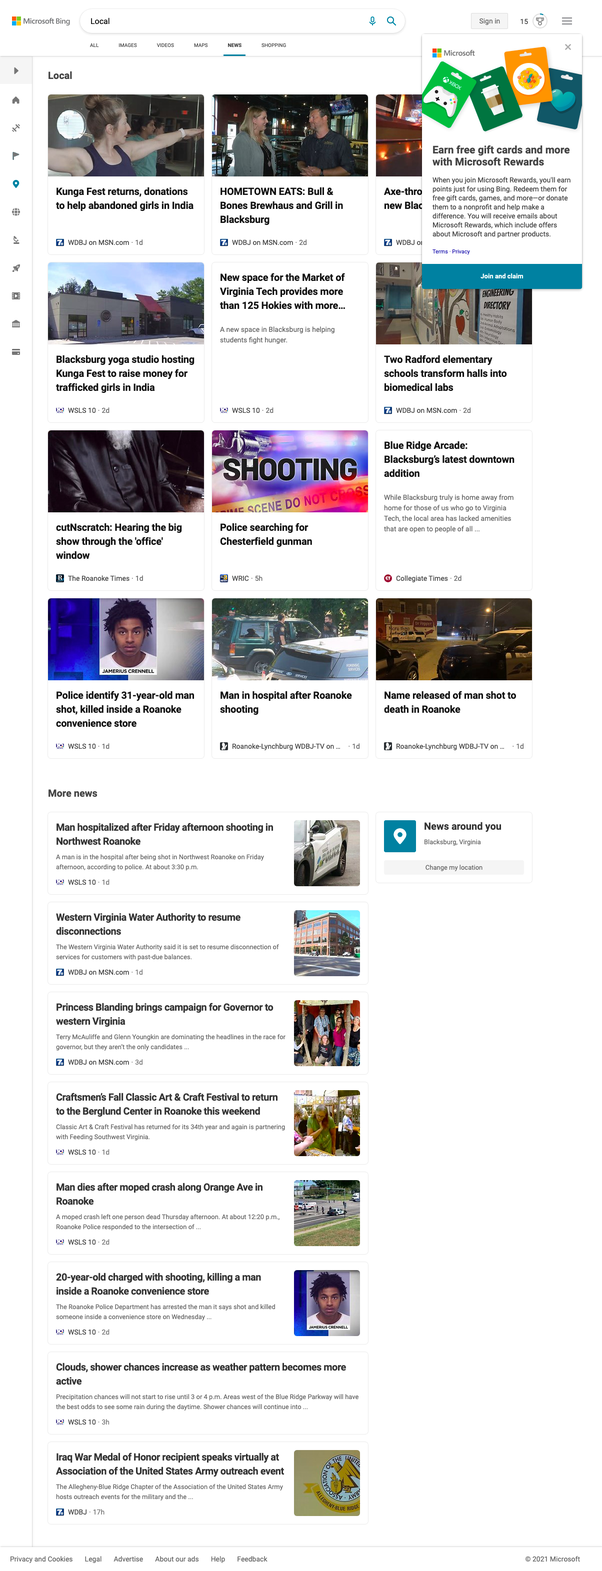 Microsoft Bing
Local
Sign in
15
ALL IMAGES VIDEOS MAPS NEWS SHOPPING
Microsoft
XBOX
Earn free gift cards and more
with Microsoft Rewards
When you join Microsoft Rewards, you'll earn
points just for using Bing. Redeem them for
free gift cards, games, and more—or donate
them to a nonprofit and help make a
difference. You will receive emails about
Microsoft Rewards, which include offers
about Microsoft and partner products.
Terms · Privacy
Join and claim
Local
Kunga Fest returns, donations
to help abandoned girls in India
WDBJ on MSN.com · 1d
HOMETOWN EATS: Bull &
Bones Brewhaus and Grill in
Blacksburg
WDBJ on MSN.com · 2d
Axe-thro
new Blac
WDBJ o
Blacksburg yoga studio hosting
Kunga Fest to raise money for
trafficked girls in India
WSLS 10 · 2d
New space for the Market of
Virginia Tech provides more
than 125 Hokies with more…
A new space in Blacksburg is helping
students fight hunger.
WSLS 10 · 2d
ENGINEERING
DIRECTORY
Two Radford elementary
schools transform halls into
biomedical labs
WDBJ on MSN.com · 2d
cutNscratch: Hearing the big
show through the 'office'
window
The Roanoke Times · 1d
SHOOTING
CRIME SCENE DO NOT CROSS
Police searching for
Chesterfield gunman
WRIC · 5h
Blue Ridge Arcade:
Blacksburg's latest downtown
addition
While Blacksburg truly is home away from
home for those of us who go to Virginia
Tech, the local area has lacked amenities
that are open to people of all ...
Collegiate Times · 2d
JAMERIUS CRENNELL
Police identify 31-year-old man
shot, killed inside a Roanoke
convenience store
WSLS 10 · 1d
Man in hospital after Roanoke
shooting
Roanoke-Lynchburg WDBJ-TV on … · 1d
Name released of man shot to
death in Roanoke
Roanoke-Lynchburg WDBJ-TV on … · 1d
More news
Man hospitalized after Friday afternoon shooting in
Northwest Roanoke
A man is in the hospital after being shot in Northwest Roanoke on Friday
afternoon, according to police. At about 3:30 p.m.
WSLS 10 · 1d
News around you
Blacksburg, Virginia
Change my location
Western Virginia Water Authority to resume
disconnections
The Western Virginia Water Authority said it is set to resume disconnection of
services for customers with past-due balances.
WDBJ on MSN.com · 1d
Princess Blanding brings campaign for Governor to
western Virginia
Terry McAuliffe and Glenn Youngkin are dominating the headlines in the race for
governor, but they aren't the only candidates ...
WDBJ on MSN.com · 3d
Craftsmen's Fall Classic Art & Craft Festival to return
to the Berglund Center in Roanoke this weekend
Classic Art & Craft Festival has returned for its 34th year and again is partnering
with Feeding Southwest Virginia.
WSLS 10 · 1d
Man dies after moped crash along Orange Ave in
Roanoke
A moped crash left one person dead Thursday afternoon. At about 12:20 p.m.,
Roanoke Police responded to the intersection of ...
WSLS 10 · 2d
20-year-old charged with shooting, killing a man
inside a Roanoke convenience store
The Roanoke Police Department has arrested the man it says shot and killed
someone inside a convenience store on Wednesday ...
WSLS 10 · 2d
JAMERIUS CRENNELL
Clouds, shower chances increase as weather pattern becomes more
active
Precipitation chances will not start to rise until 3 or 4 p.m. Areas west of the Blue Ridge Parkway will have
the best odds to see some rain during the daytime. Shower chances will continue into ...
WSLS 10 · 3h
Iraq War Medal of Honor recipient speaks virtually at
Association of the United States Army outreach event
The Allegheny-Blue Ridge Chapter of the Association of the United States Army
hosts outreach events for the military and the ...
WDBJ · 17h
Privacy and Cookies Legal Advertise About our ads Help Feedback © 2021 Microsoft